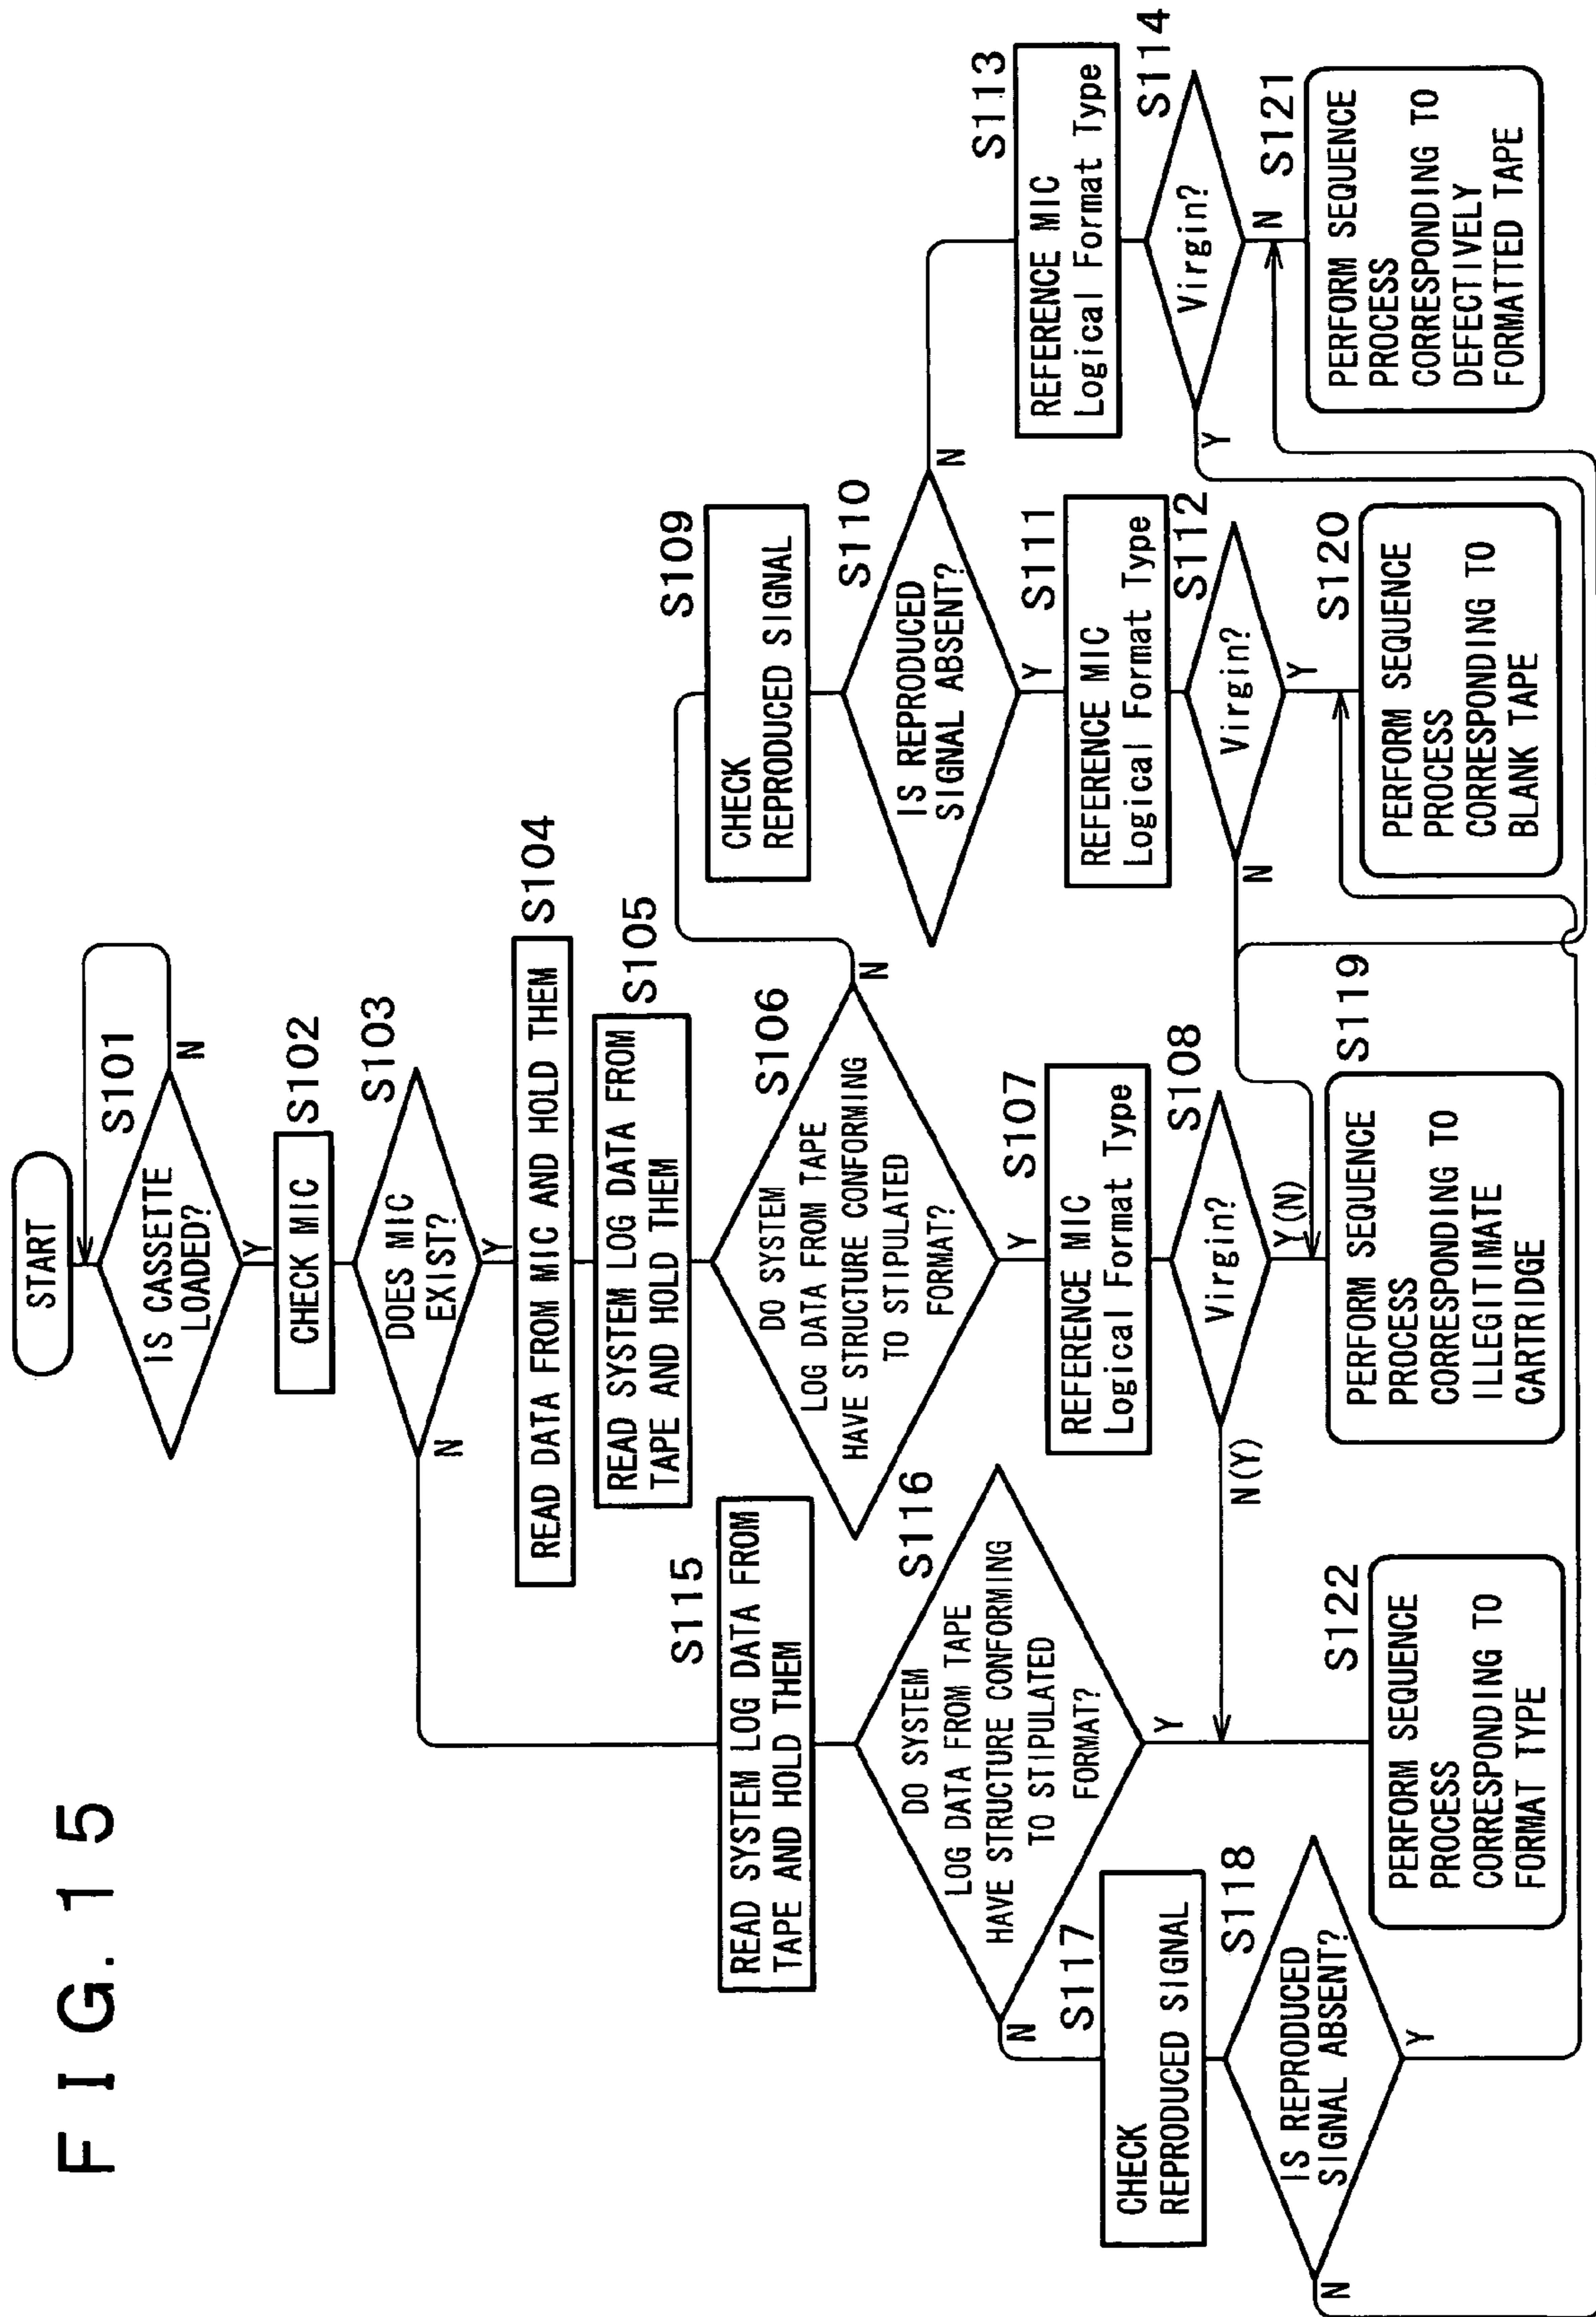 FIG. 15
START
S101
IS CASSETTE
LOADED?
N
Y
S102
CHECK MIC
S103
DOES MIC
EXIST?
N
Y
S104
READ DATA FROM MIC AND HOLD THEM
S105
READ SYSTEM LOG DATA FROM
TAPE AND HOLD THEM
S106
DO SYSTEM
LOG DATA FROM TAPE
HAVE STRUCTURE CONFORMING
TO STIPULATED
FORMAT?
N
Y
S107
REFERENCE MIC
Logical Format Type
S108
Virgin?
N(Y)
Y(N)
S109
CHECK
REPRODUCED SIGNAL
S110
IS REPRODUCED
SIGNAL ABSENT?
N
Y
S111
REFERENCE MIC
Logical Format Type
S112
Virgin?
N
Y
S113
REFERENCE MIC
Logical Format Type
S114
Virgin?
Y
N
S115
READ SYSTEM LOG DATA FROM
TAPE AND HOLD THEM
S116
DO SYSTEM
LOG DATA FROM TAPE
HAVE STRUCTURE CONFORMING
TO STIPULATED
FORMAT?
N
Y
S117
CHECK
REPRODUCED SIGNAL
S118
IS REPRODUCED
SIGNAL ABSENT?
N
Y
S122
PERFORM SEQUENCE
PROCESS
CORRESPONDING TO
FORMAT TYPE
S119
PERFORM SEQUENCE
PROCESS
CORRESPONDING TO
ILLEGITIMATE
CARTRIDGE
S120
PERFORM SEQUENCE
PROCESS
CORRESPONDING TO
BLANK TAPE
S121
PERFORM SEQUENCE
PROCESS
CORRESPONDING TO
DEFECTIVELY
FORMATTED TAPE